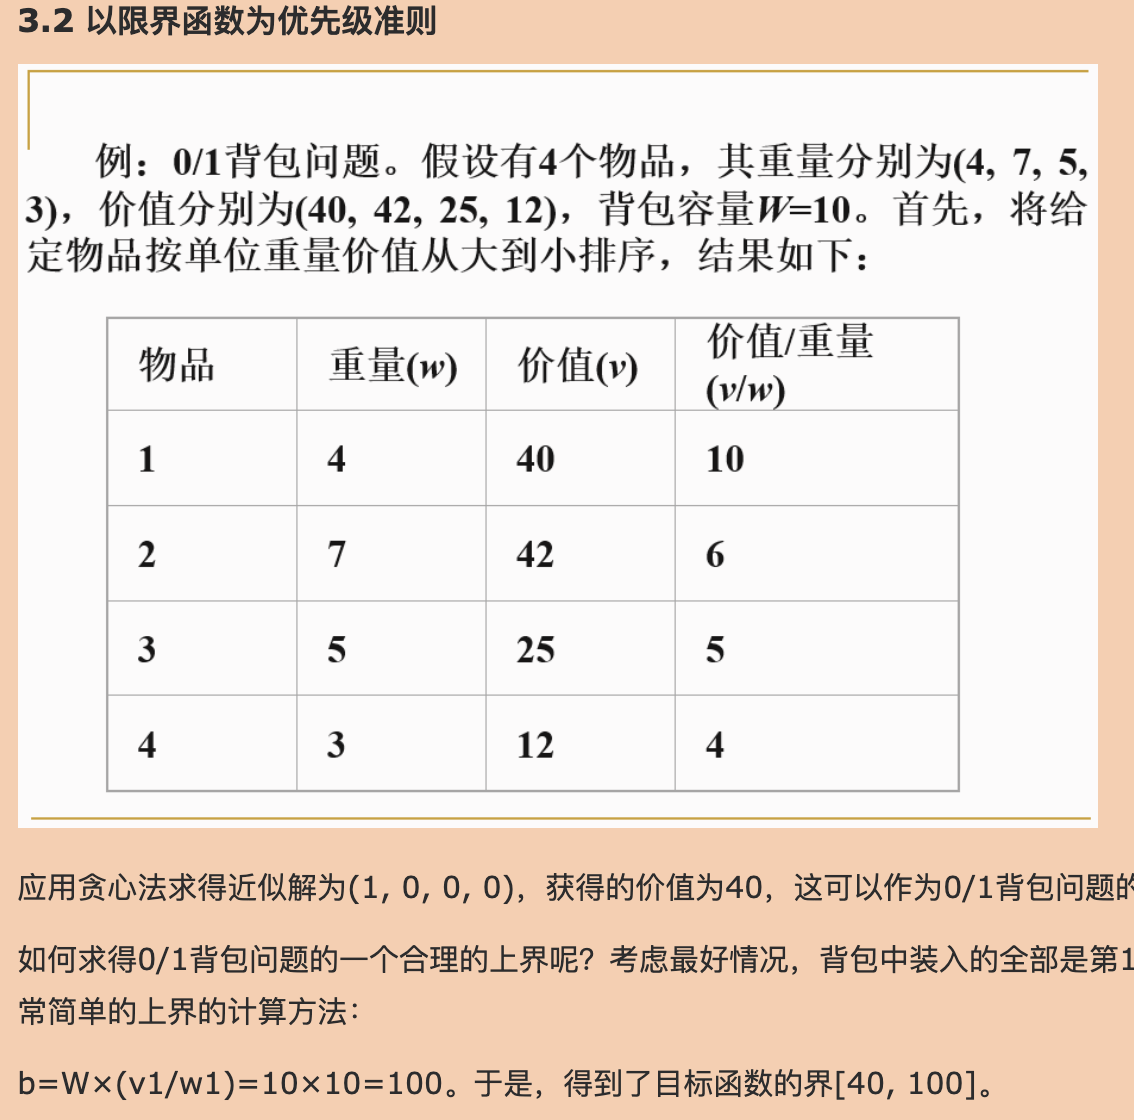 3.2 以限界函数为优先级准则
例：0/1背包问题。假设有4个物品，其重量分别为(4, 7, 5,
3)，价值分别为(40, 42, 25, 12)，背包容量W=10。首先，将给
定物品按单位重量价值从大到小排序，结果如下：
物品 重量(w) 价值(v) 价值/重量
(v/w)
1 4 40 10
2 7 42 6
3 5 25 5
4 3 12 4
应用贪心法求得近似解为(1, 0, 0, 0)，获得的价值为40，这可以作为0/1背包问题的
如何求得0/1背包问题的一个合理的上界呢？考虑最好情况，背包中装入的全部是第1
常简单的上界的计算方法：
b=W×(v1/w1)=10×10=100。于是，得到了目标函数的界[40, 100]。